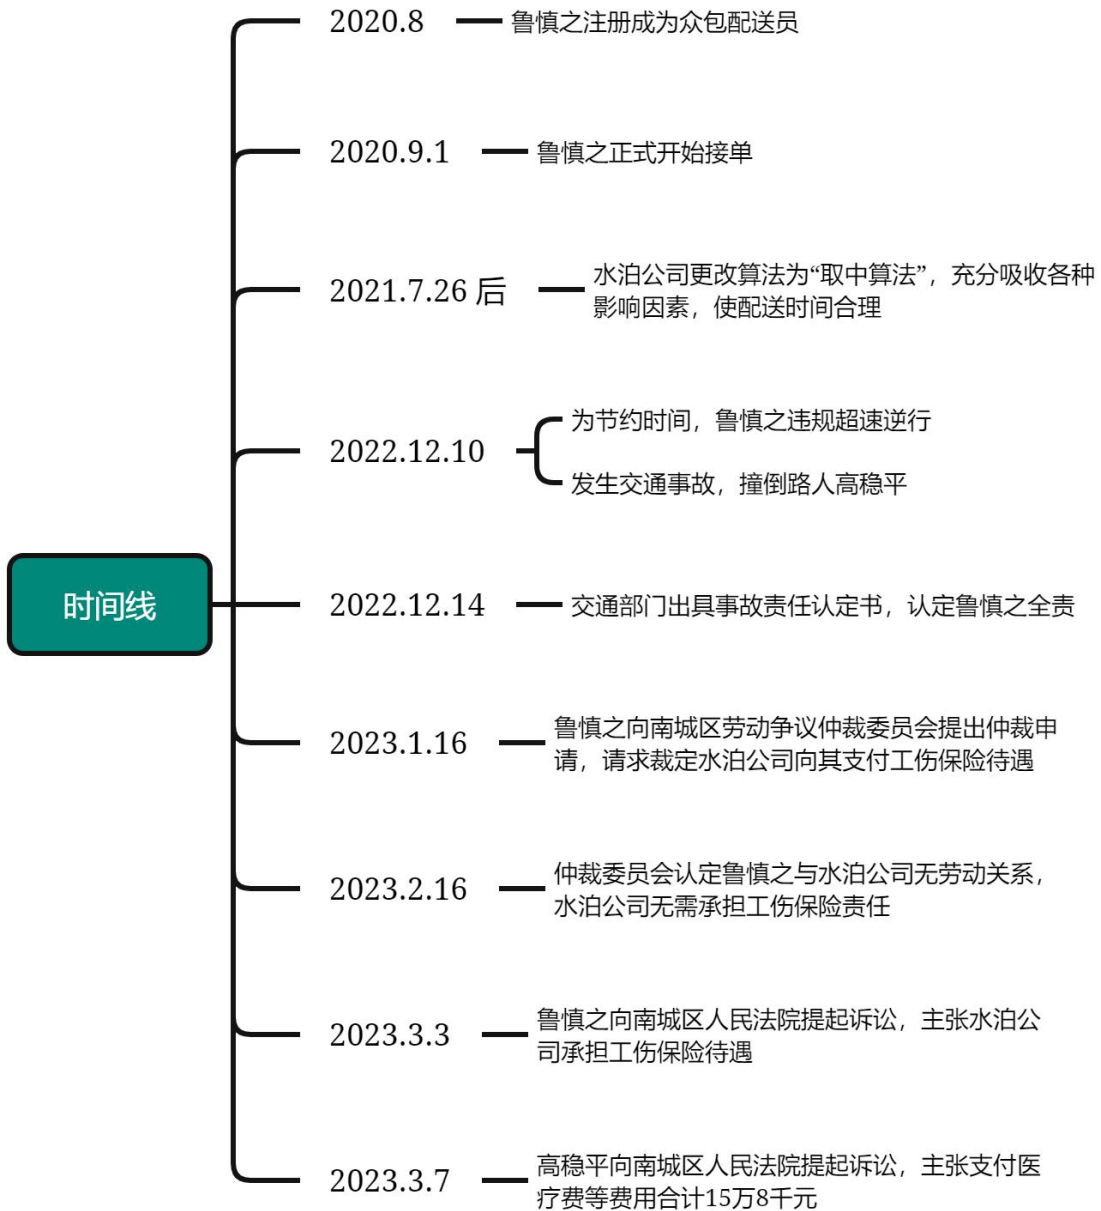 2020.8 鲁慎之注册成为众包配送员
2020.9.1 鲁慎之正式开始接单
2021.7.26 后
水泊公司更改算法为“取中算法”，充分吸收各种
影响因素，使配送时间合理
2022.12.10
为节约时间，鲁慎之违规超速逆行
发生交通事故，撞倒路人高稳平
时间线
2022.12.14 交通部门出具事故责任认定书，认定鲁慎之全责
2023.1.16
鲁慎之向南城区劳动争议仲裁委员会提出仲裁申
请，请求裁定水泊公司向其支付工伤保险待遇
2023.2.16
仲裁委员会认定鲁慎之与水泊公司无劳动关系，
水泊公司无需承担工伤保险责任
2023.3.3
鲁慎之向南城区人民法院提起诉讼，主张水泊公
司承担工伤保险待遇
2023.3.7
高稳平向南城区人民法院提起诉讼，主张支付医
疗费等费用合计15万8千元